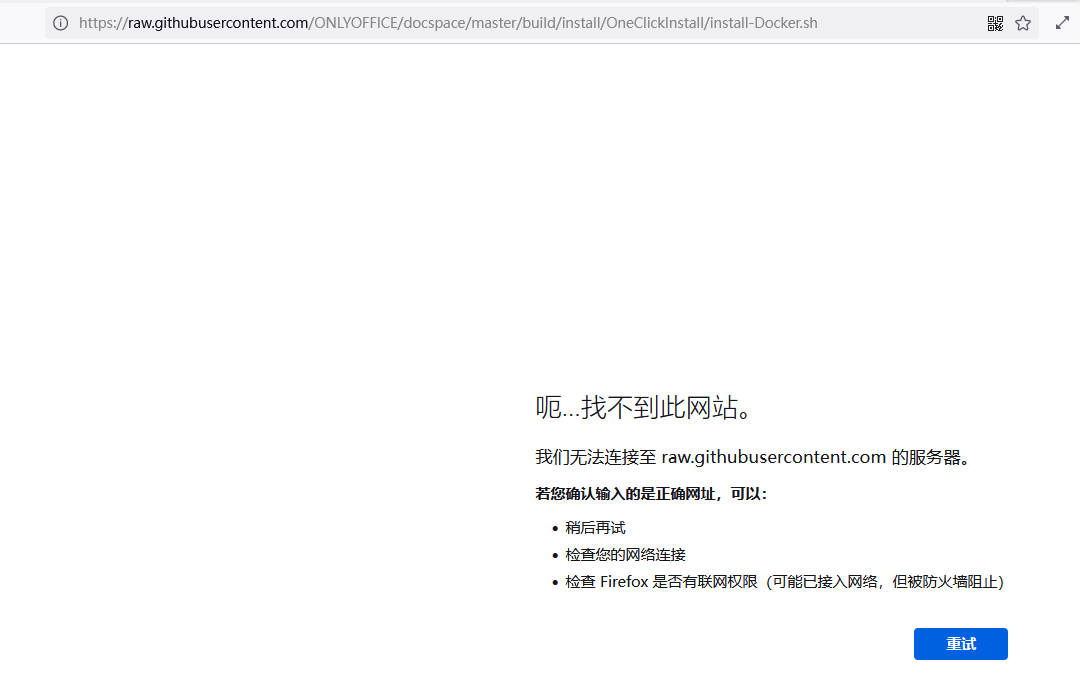 https://raw.githubusercontent.com/ONLYOFFICE/docspace/master/build/install/OneClickInstall/install-Docker.sh
呃...找不到此网站。
我们无法连接至 raw.githubusercontent.com 的服务器。
若您确认输入的是正确网址，可以：
• 稍后再试
• 检查您的网络连接
• 检查 Firefox 是否有联网权限（可能已接入网络，但被防火墙阻止）
重试